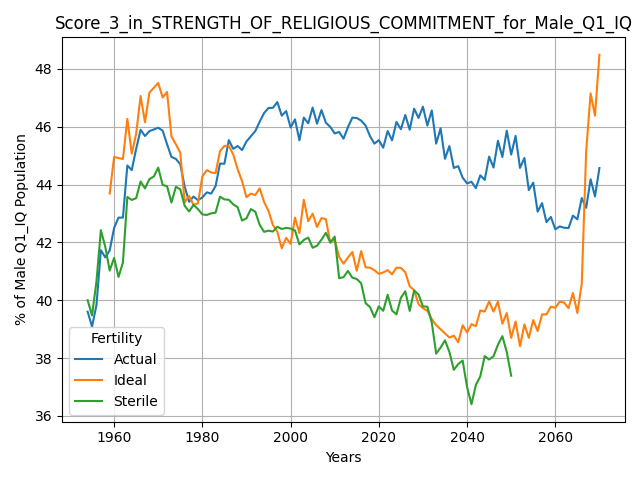 Score_3_in_STRENGTH_OF_RELIGIOUS_COMMITMENT_for_Male_Q1_IQ
% of Male Q1_IQ Population
48
46
44
42
40
38
36
Fertility
Actual
Ideal
Sterile
1960 1980 2000 2020 2040 2060
Years